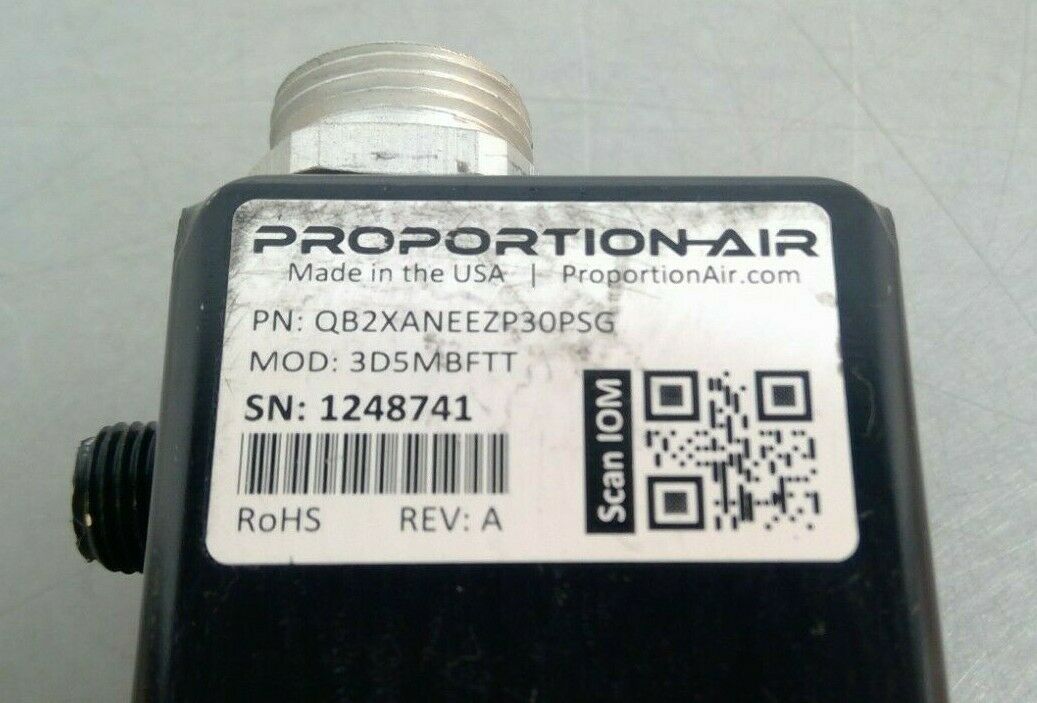 PROPORTION-AIR
Made in the USA | ProportionAir.com
PN: QB2XANEEZP30PSG
MOD: 3D5MBFTT
SN: 1248741
RoHS REV: A
Scan IOM